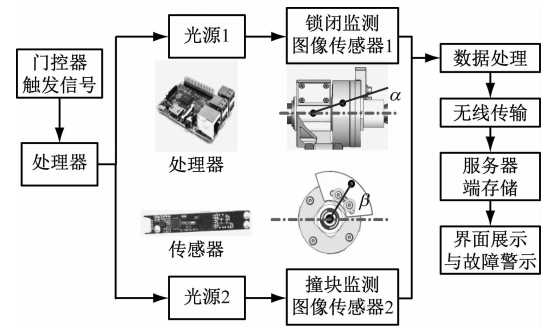 门控器
触发信号
处理器
光源1
锁闭监测
图像传感器1
处理器
α
传感器
β
光源2
撞块监测
图像传感器2
数据处理
无线传输
服务器
端存储
界面展示
与故障警示